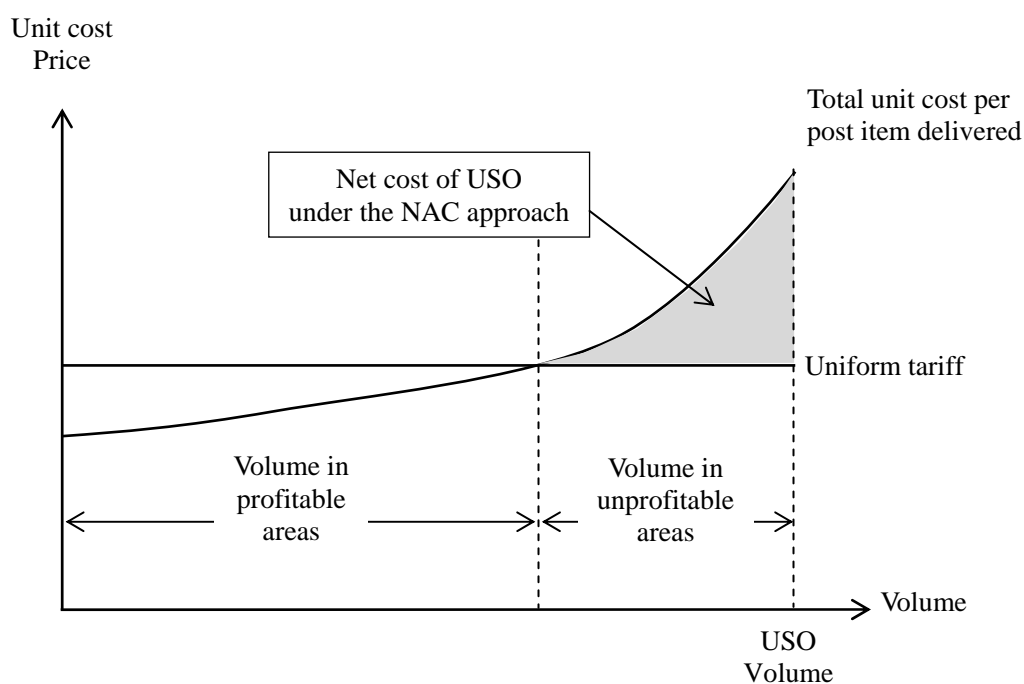 Unit cost
Price
Total unit cost per
post item delivered
Net cost of USO
under the NAC approach
Uniform tariff
Volume in
profitable
areas
Volume in
unprofitable
areas
Volume
USO
Volume